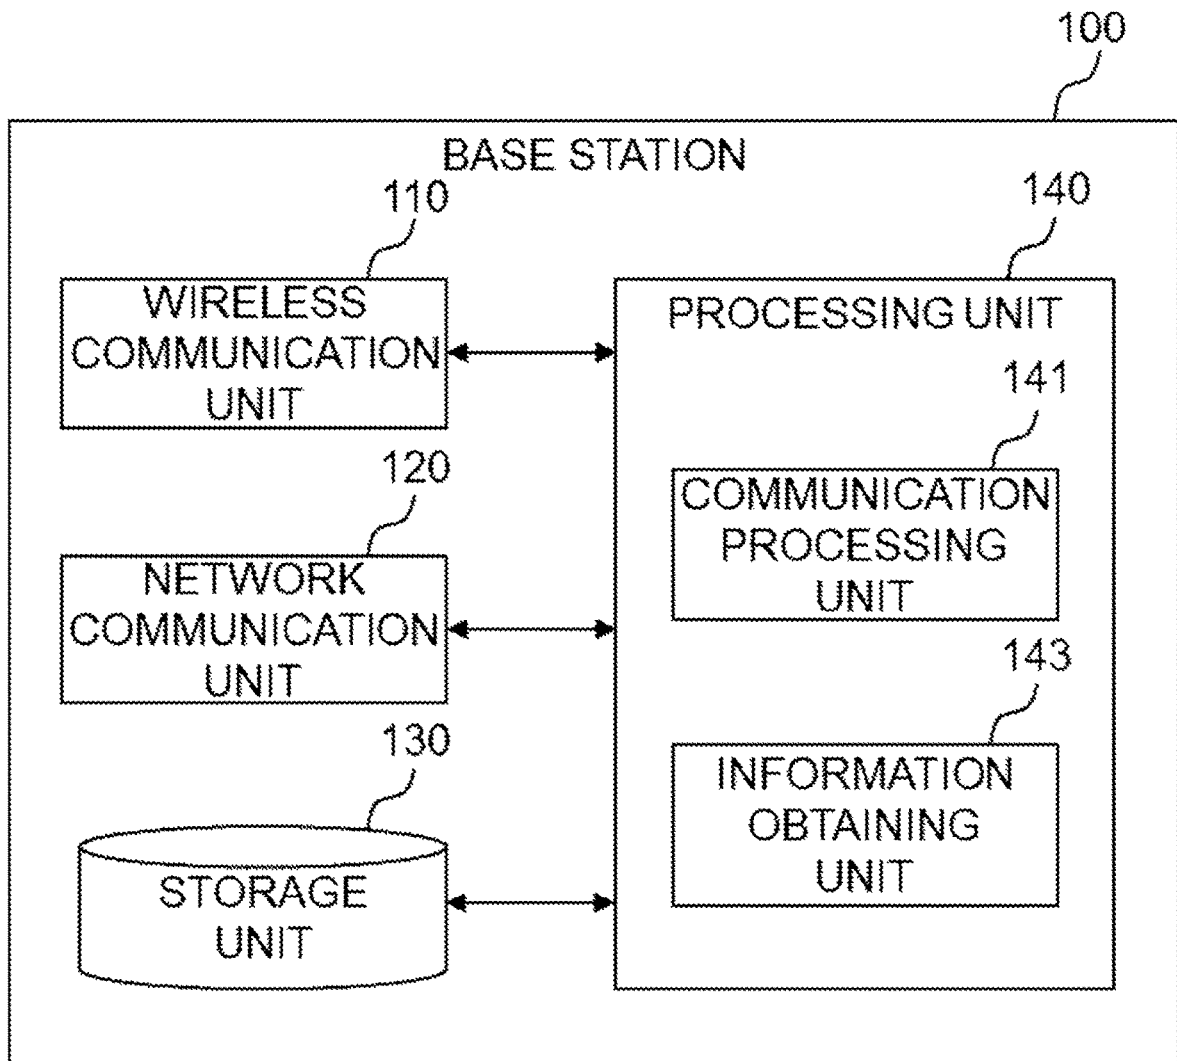 100
BASE STATION
110
WIRELESS
COMMUNICATION
UNIT
120
NETWORK
COMMUNICATION
UNIT
130
STORAGE
UNIT
140
PROCESSING UNIT
141
COMMUNICATION
PROCESSING
UNIT
143
INFORMATION
OBTAINING
UNIT